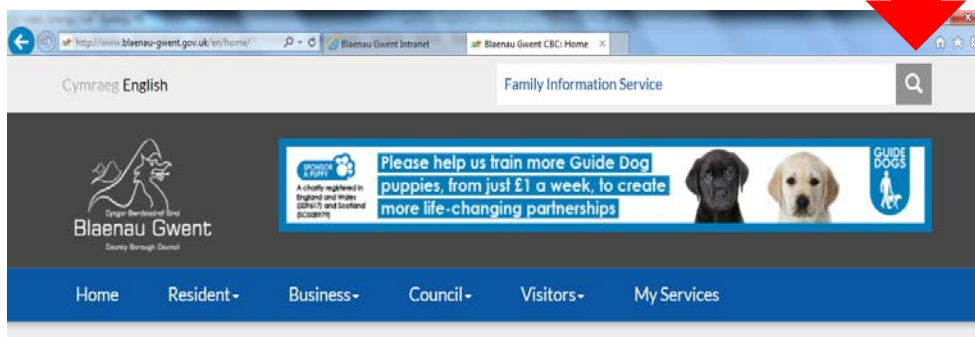 http://www.blaenau-gwent.gov.uk/en/home/
Blaenau Gwent Intranet
Blaenau Gwent CBC: Home
Cymraeg English
Family Information Service
Blaenau Gwent
County Borough Council
SPONSOR A PUPPY
A charity registered in
England and Wales
(209617) and Scotland
(SC038979)
Please help us train more Guide Dog
puppies, from just £1 a week, to create
more life-changing partnerships
GUIDE
DOGS
Home Resident Business Council Visitors My Services